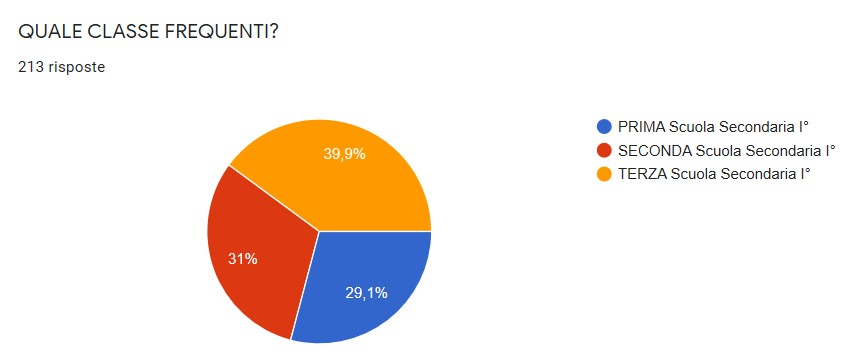 QUALE CLASSE FREQUENTI?
213 risposte
PRIMA Scuola Secondaria I°
SECONDA Scuola Secondaria I°
TERZA Scuola Secondaria I°
39,9%
31%
29,1%